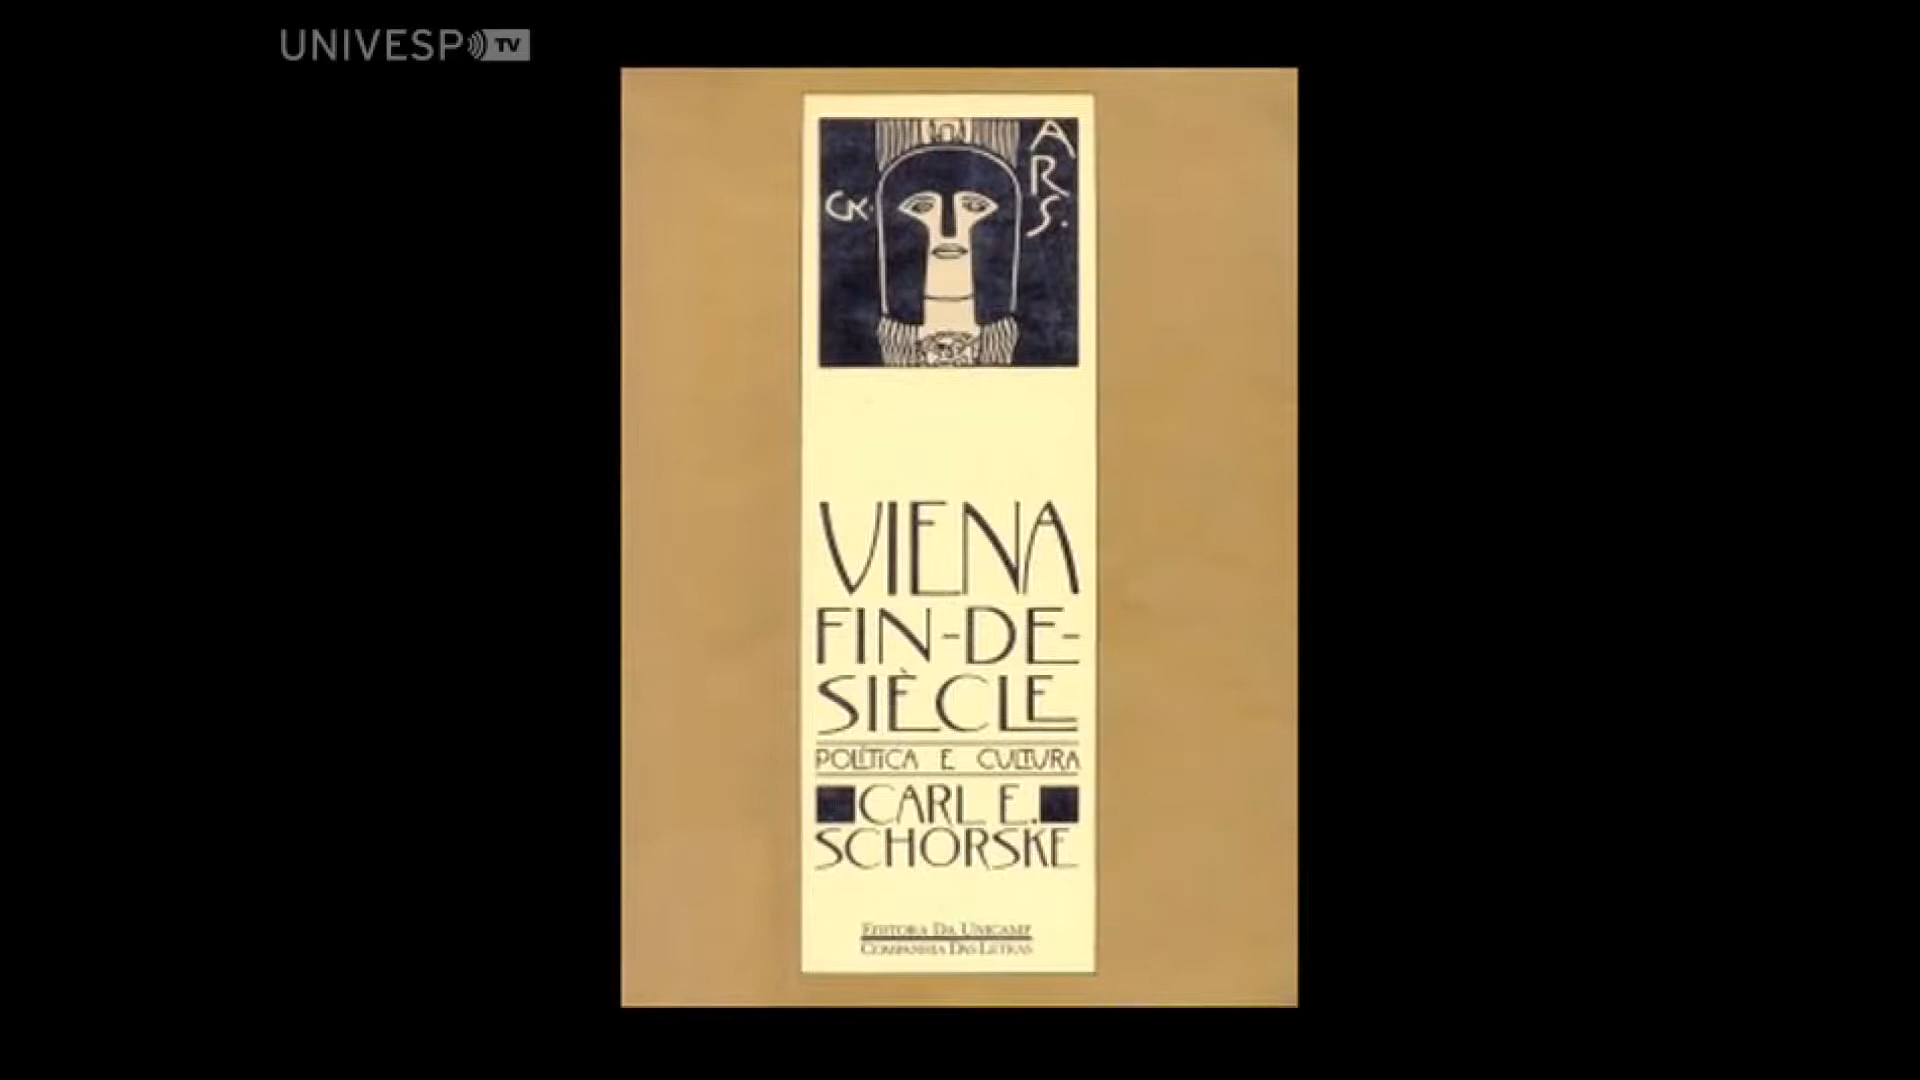 UNIVESP TV
ARS.
GK.
VIENA
FIN-DE-
SIÈCLE
POLÍTICA E CULTURA
CARL E.
SCHORSKE
EDITORA DA UNICAMP
COMPANHIA DAS LETRAS